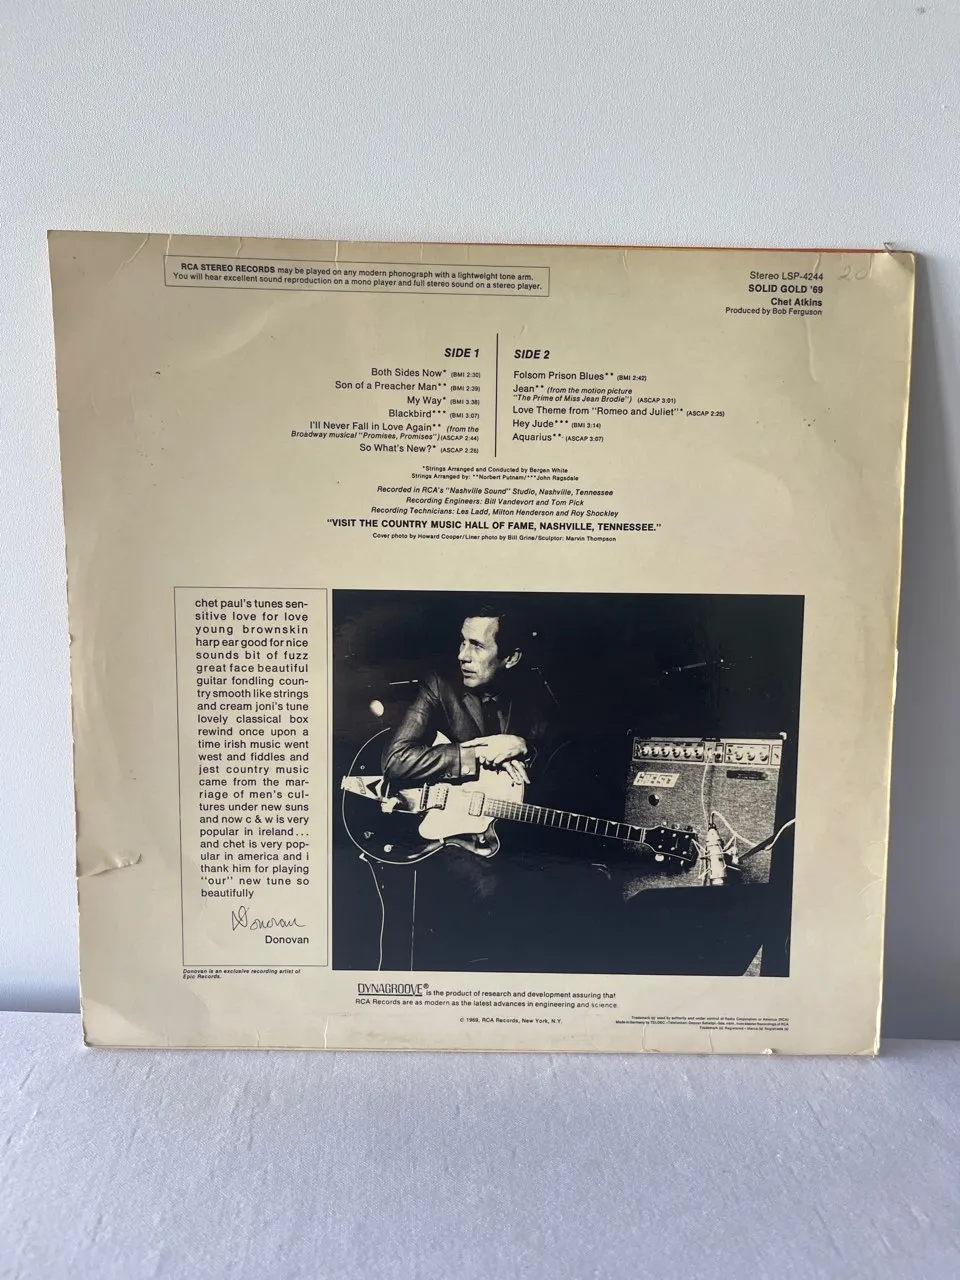 RCA STEREO RECORDS may be played on any modern phonograph with a lightweight tone arm.
You will hear excellent sound reproduction on a mono player and full stereo sound on a stereo player.
Stereo LSP-4244
20
SOLID GOLD '69
Chet Atkins
Produced by Bob Ferguson
SIDE 1
Both Sides Now* (BMI 2:30)
Son of a Preacher Man** (BMI 2:39)
My Way* (BMI 3:38)
Blackbird*** (BMI 3:07)
I'll Never Fall in Love Again** (from the
Broadway musical "Promises, Promises") (ASCAP 2:44)
So What's New?* (ASCAP 2:26)
SIDE 2
Folsom Prison Blues** (BMI 2:42)
Jean** (from the motion picture
"The Prime of Miss Jean Brodie") (ASCAP 3:01)
Love Theme from "Romeo and Juliet"* (ASCAP 2:25)
Hey Jude*** (BMI 3:14)
Aquarius** (ASCAP 3:07)
*Strings Arranged and Conducted by Bergen White
Strings Arranged by: **Norbert Putnam/***John Ragsdale
Recorded in RCA's "Nashville Sound" Studio, Nashville, Tennessee
Recording Engineers: Bill Vandevort and Tom Pick
Recording Technicians: Les Ladd, Milton Henderson and Roy Shockley
"VISIT THE COUNTRY MUSIC HALL OF FAME, NASHVILLE, TENNESSEE."
Cover photo by Howard Cooper/Liner photo by Bill Grine/Sculptor: Marvin Thompson
chet paul's tunes sen-
sitive love for love
young brownskin
harp ear good for nice
sounds bit of fuzz
great face beautiful
guitar fondling coun-
try smooth like strings
and cream joni's tune
lovely classical box
rewind once upon a
time irish music went
west and fiddles and
jest country music
came from the mar-
riage of men's cul-
tures under new suns
and now c & w is very
popular in ireland...
and chet is very pop-
ular in america and i
thank him for playing
"our" new tune so
beautifully
Donovan
Donovan
Donovan is an exclusive recording artist of
Epic Records.
DYNAGROOVE® is the product of research and development assuring that
RCA Records are as modern as the latest advances in engineering and science.
© 1969, RCA Records, New York, N.Y.